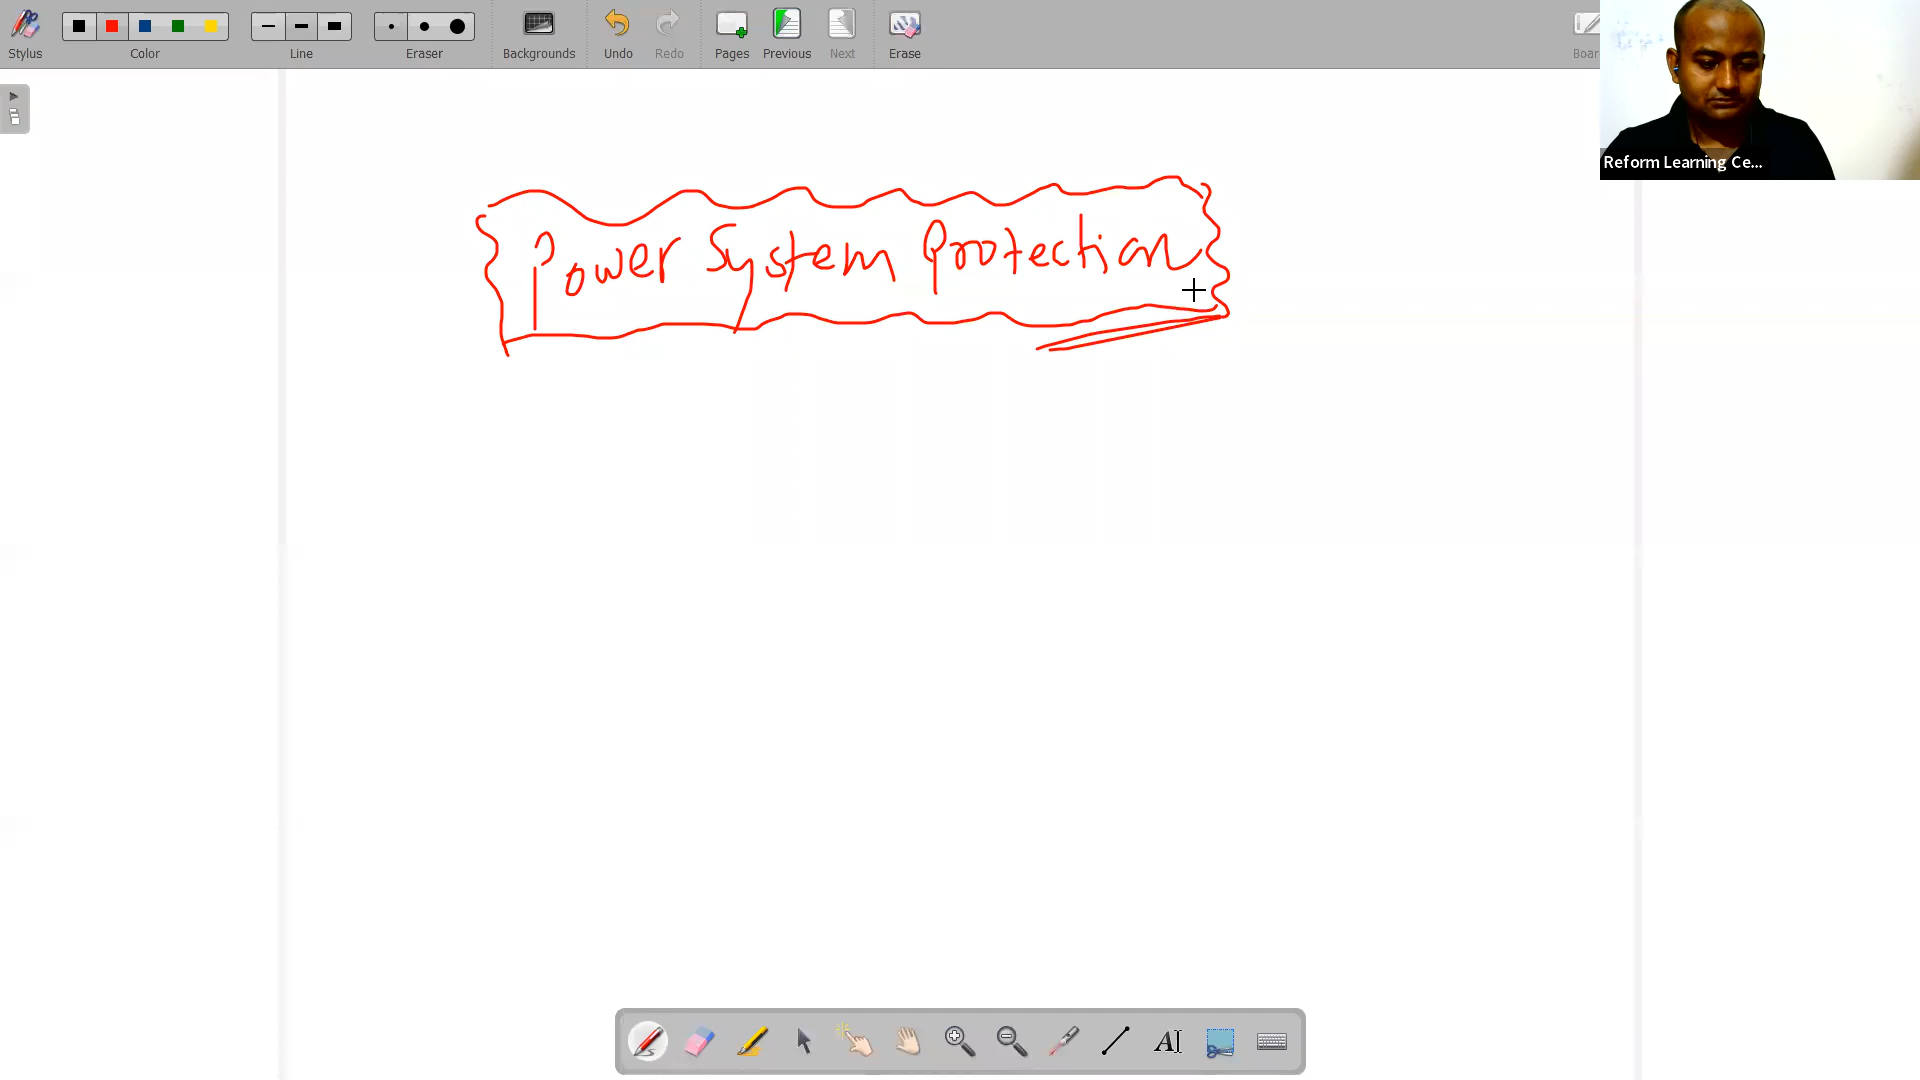 Stylus
Color
Line
Eraser
Backgrounds
Undo
Redo
Pages
Previous
Next
Erase
Reform Learning Ce...
Power System Protection